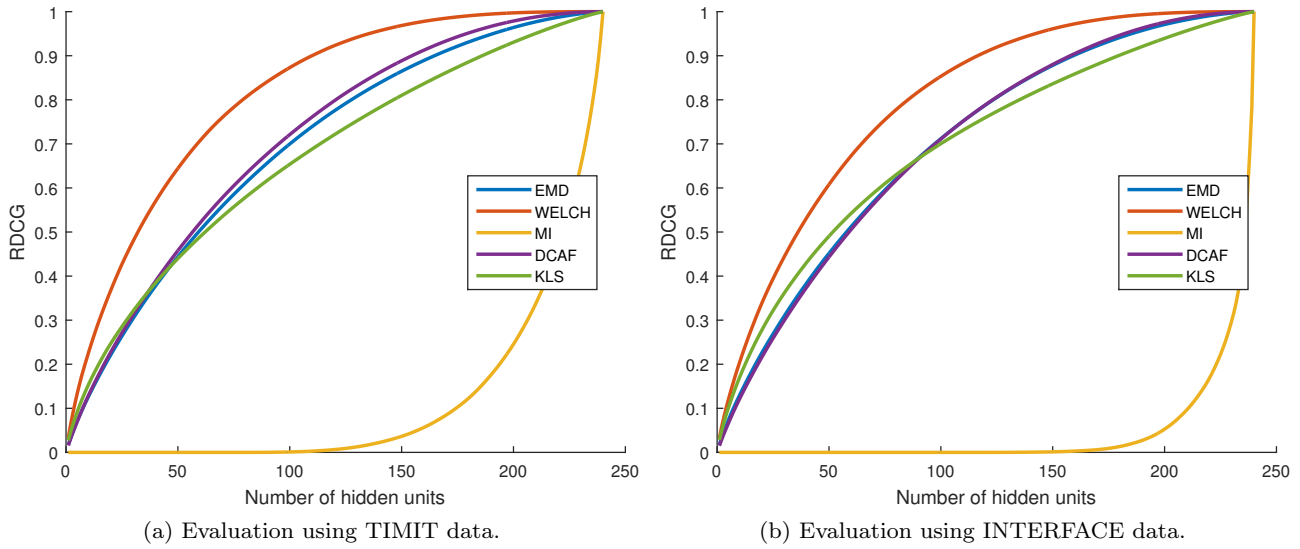 1
0.9
0.8
0.7
0.6
0.5
0.4
0.3
0.2
0.1
0
RDCG
0 50 100 150 200 250
Number of hidden units
EMD
WELCH
MI
DCAF
KLS
(a) Evaluation using TIMIT data.
1
0.9
0.8
0.7
0.6
0.5
0.4
0.3
0.2
0.1
0
RDCG
0 50 100 150 200 250
Number of hidden units
EMD
WELCH
MI
DCAF
KLS
(b) Evaluation using INTERFACE data.